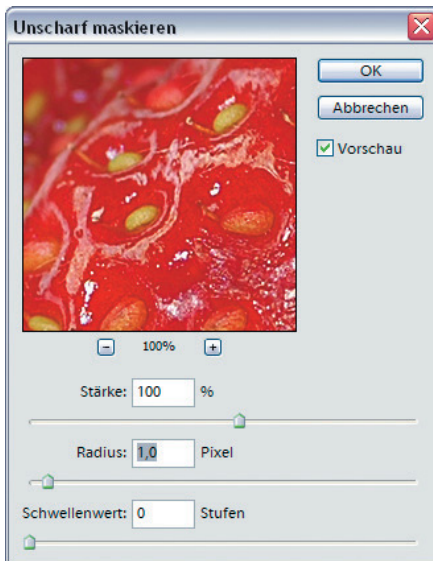 Unscharf maskieren
OK
Abbrechen
Vorschau
100%
Stärke: 100 %
Radius: 1,0 Pixel
Schwellenwert: 0 Stufen